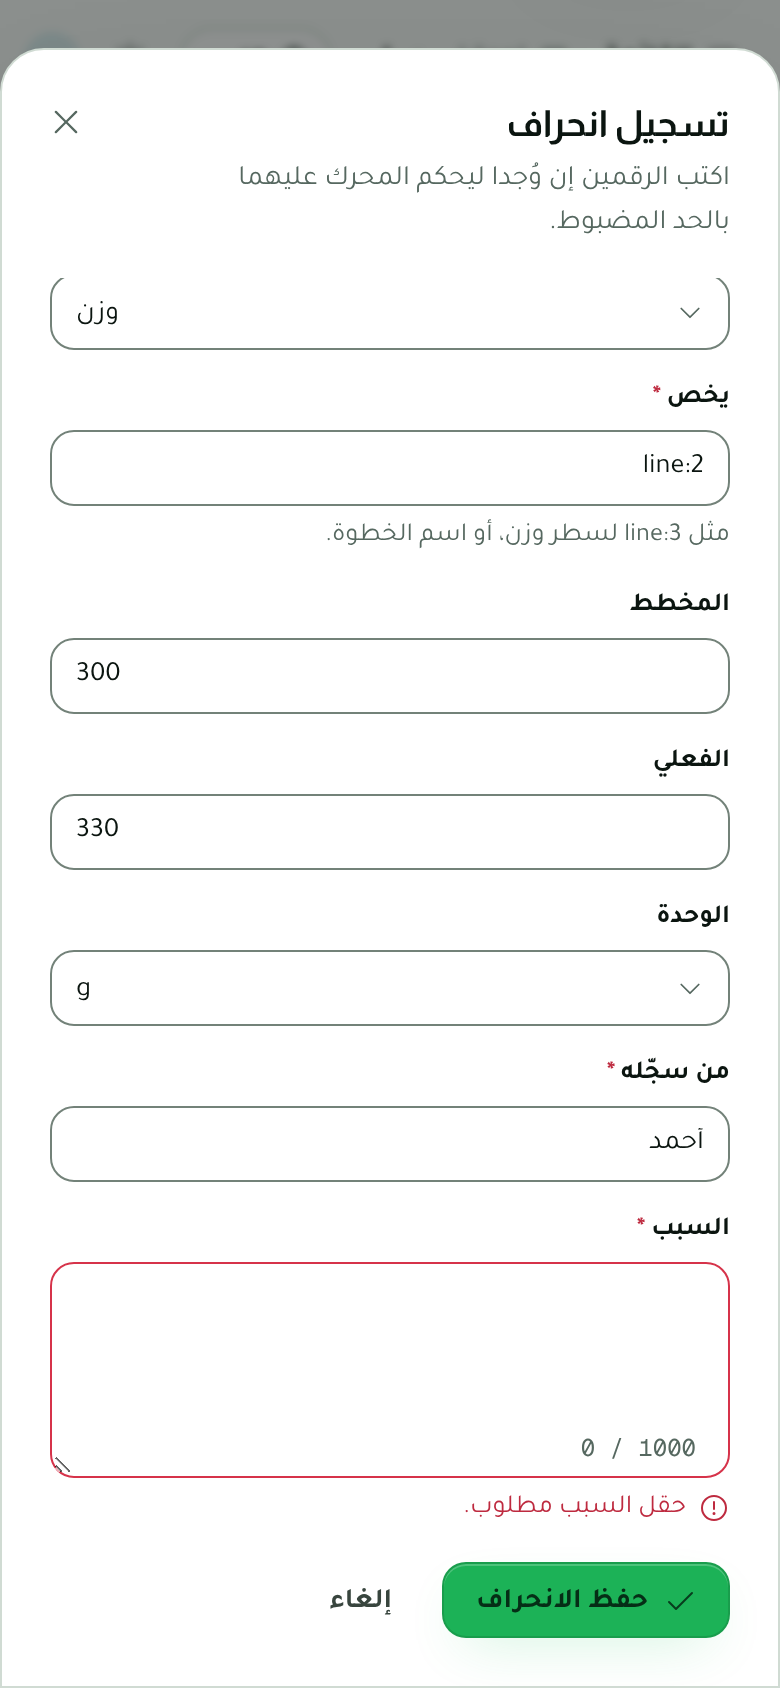 تسجيل انحراف
اكتب الرقمين إن وُجدا ليحكم المحرك عليهما
بالحد المضبوط.
وزن
يخص *
line:2
مثل line:3 لسطر وزن، أو اسم الخطوة.
المخطط
300
الفعلي
330
الوحدة
g
من سجّله *
أحمد
السبب *
0 / 1000
حقل السبب مطلوب.
حفظ الانحراف
إلغاء